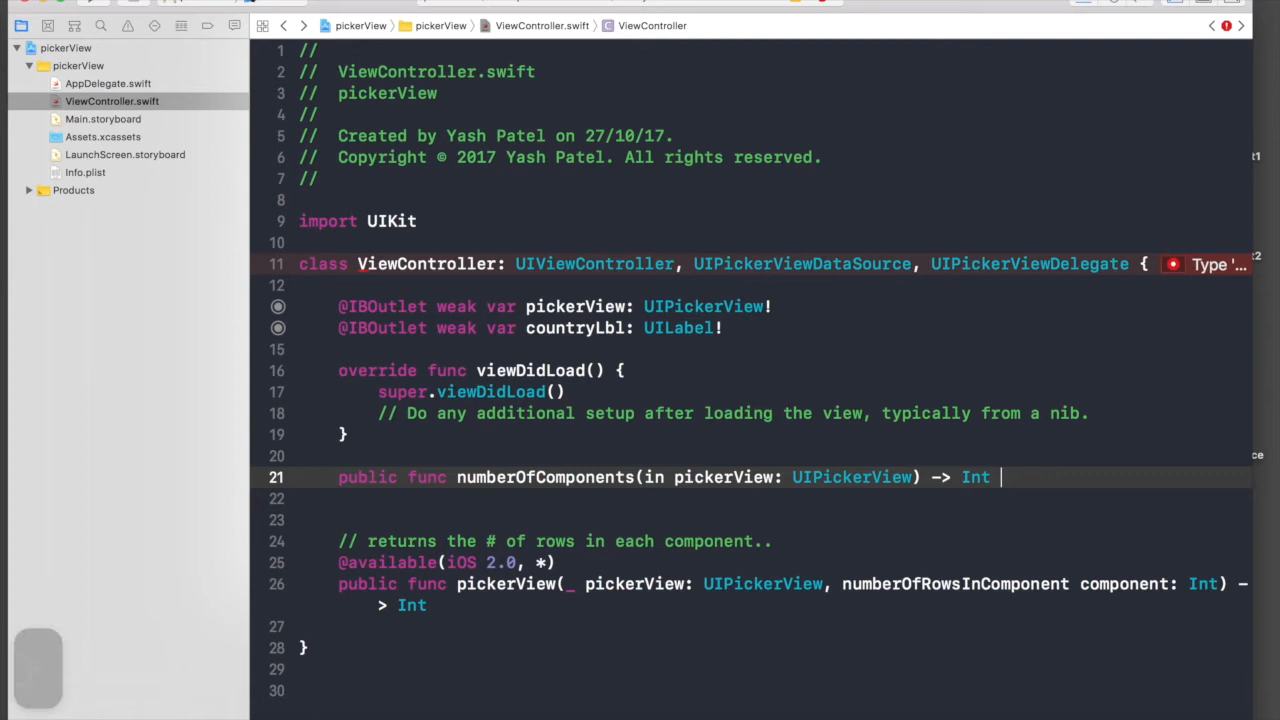 pickerView
pickerView
ViewController.swift
ViewController
pickerView
pickerView
AppDelegate.swift
ViewController.swift
Main.storyboard
Assets.xcassets
LaunchScreen.storyboard
Info.plist
Products
1 //
2 // ViewController.swift
3 // pickerView
4 //
5 // Created by Yash Patel on 27/10/17.
6 // Copyright © 2017 Yash Patel. All rights reserved.
7 //
8
9 import UIKit
10
11 class ViewController: UIViewController, UIPickerViewDataSource, UIPickerViewDelegate { Type '...
12
@IBOutlet weak var pickerView: UIPickerView!
@IBOutlet weak var countryLbl: UILabel!
15
16 override func viewDidLoad() {
17 super.viewDidLoad()
18 // Do any additional setup after loading the view, typically from a nib.
19 }
20
21 public func numberOfComponents(in pickerView: UIPickerView) -> Int
22
23
24 // returns the # of rows in each component..
25 @available(iOS 2.0, *)
26 public func pickerView(_ pickerView: UIPickerView, numberOfRowsInComponent component: Int) -
> Int
27
28 }
29
30